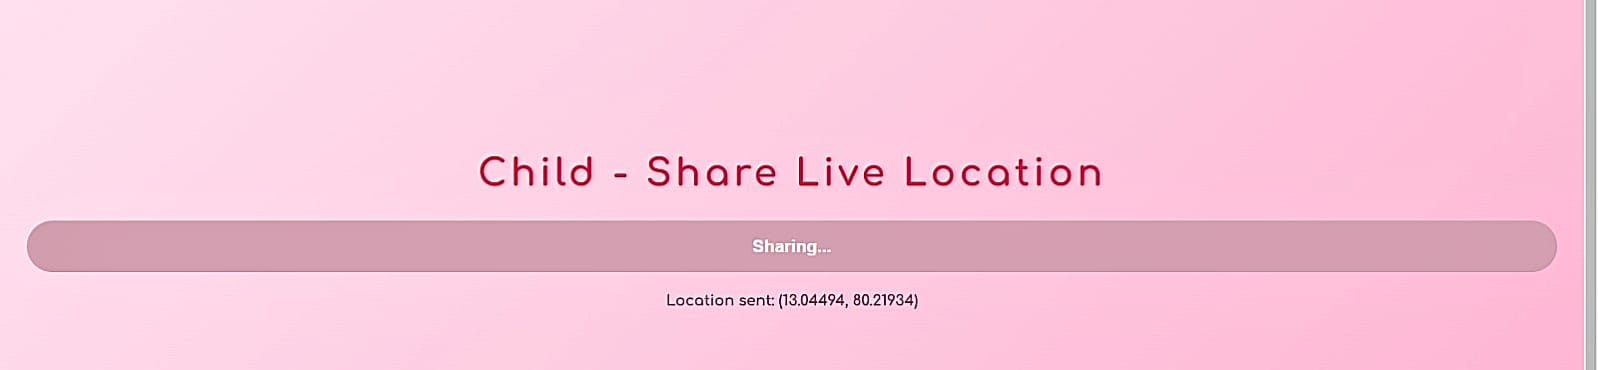 Child - Share Live Location
Sharing...
Location sent: (13.04494, 80.21934)